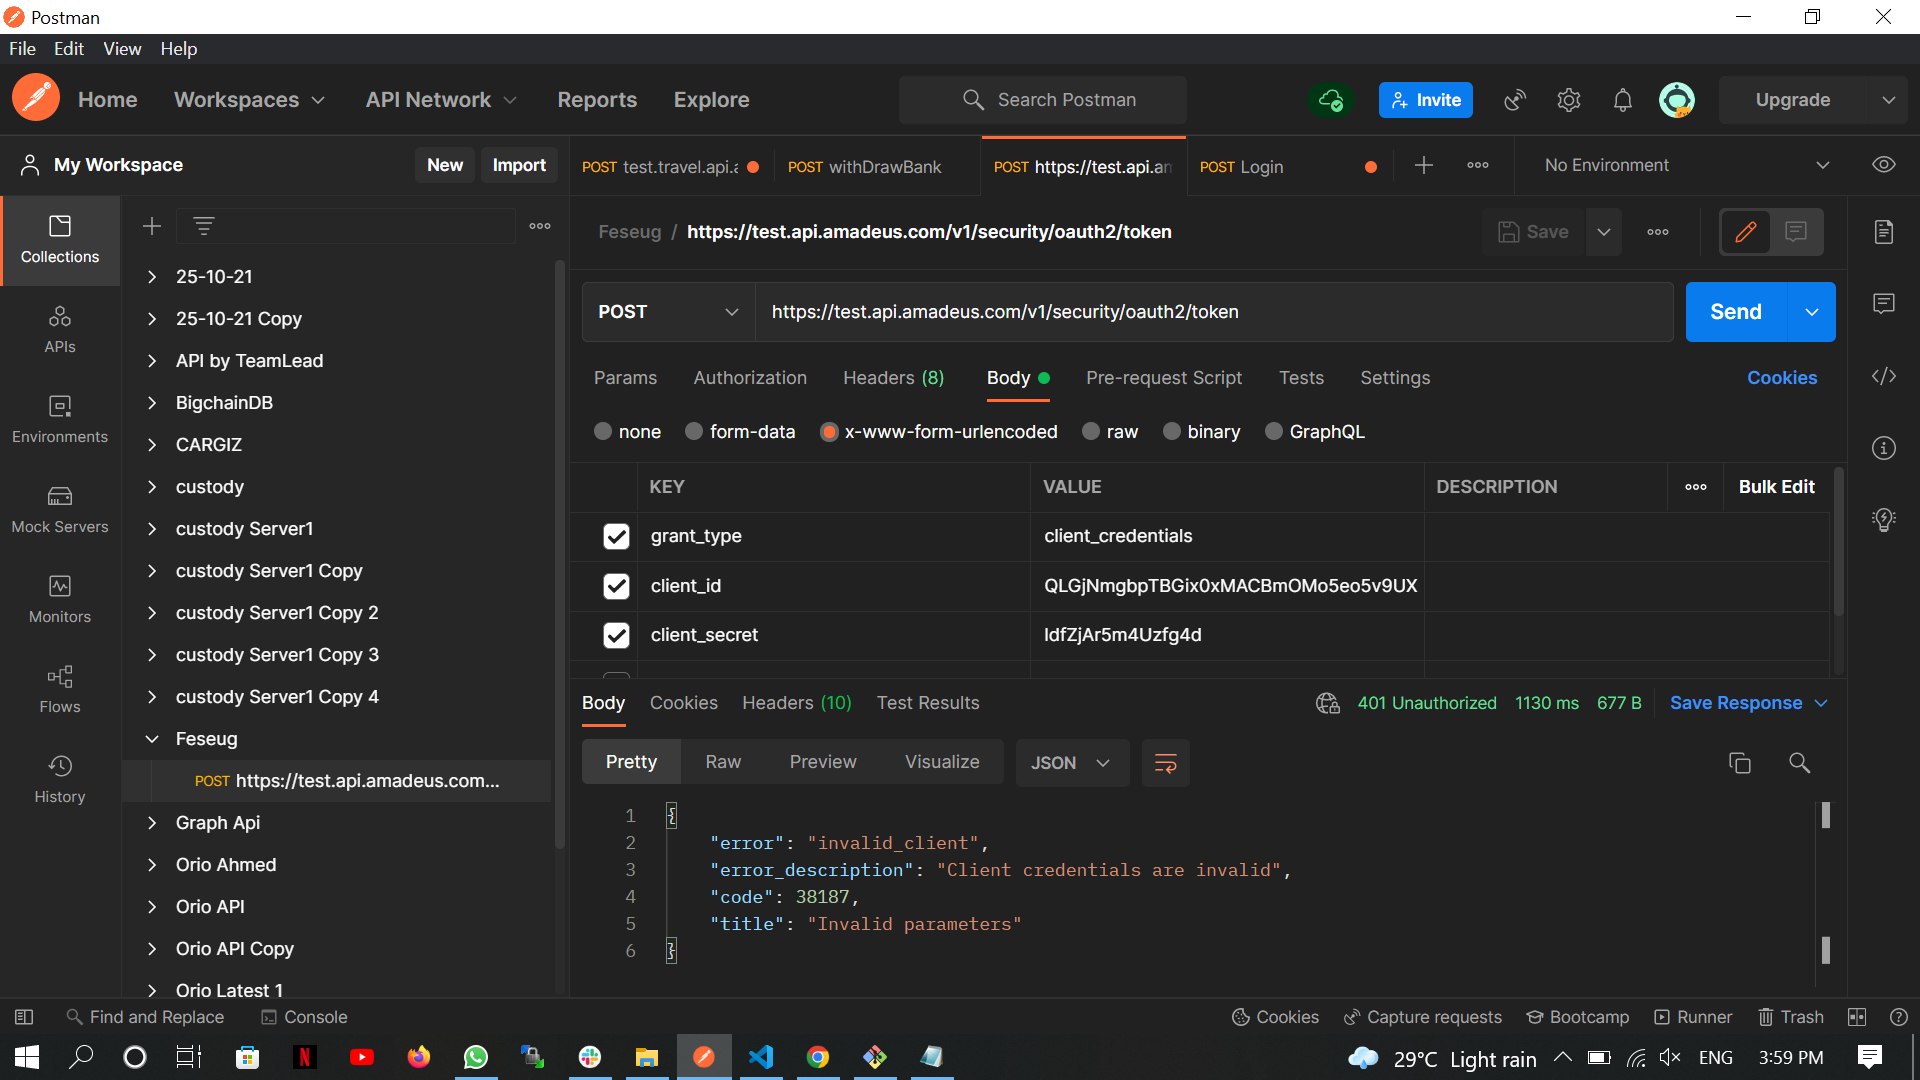 Postman
File Edit View Help
Home Workspaces API Network Reports Explore Search Postman Invite Upgrade
My Workspace New Import POST test.travel.api.a POST withDrawBank POST https://test.api.am POST Login No Environment
Feseug / https://test.api.amadeus.com/v1/security/oauth2/token Save
Collections
APIs
Environments
Mock Servers
Monitors
Flows
History
25-10-21
25-10-21 Copy
API by TeamLead
BigchainDB
CARGIZ
custody
custody Server1
custody Server1 Copy
custody Server1 Copy 2
custody Server1 Copy 3
custody Server1 Copy 4
Feseug
POST https://test.api.amadeus.com...
Graph Api
Orio Ahmed
Orio API
Orio API Copy
Orio Latest 1
POST https://test.api.amadeus.com/v1/security/oauth2/token Send
Params Authorization Headers (8) Body Pre-request Script Tests Settings Cookies
none form-data x-www-form-urlencoded raw binary GraphQL
KEY VALUE DESCRIPTION Bulk Edit
grant_type client_credentials
client_id QLGjNmgbpTBGix0xMACBmOMo5eo5v9UX
client_secret IdfZjAr5m4Uzfg4d
Body Cookies Headers (10) Test Results 401 Unauthorized 1130 ms 677 B Save Response
Pretty Raw Preview Visualize JSON
1 {
2 "error": "invalid_client",
3 "error_description": "Client credentials are invalid",
4 "code": 38187,
5 "title": "Invalid parameters"
6 }
Find and Replace Console Cookies Capture requests Bootcamp Runner Trash
29°C Light rain ENG 3:59 PM